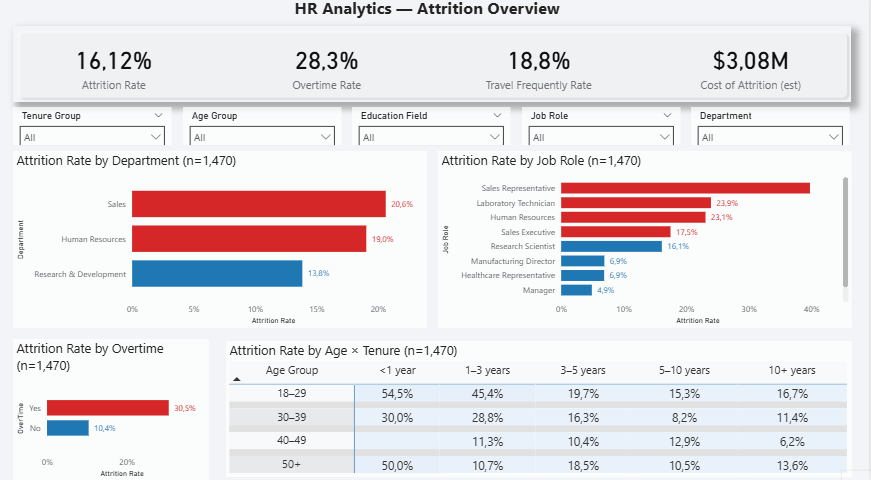 HR Analytics — Attrition Overview
16,12% 28,3% 18,8% $3,08M
Attrition Rate Overtime Rate Travel Frequently Rate Cost of Attrition (est)
Tenure Group Age Group Education Field Job Role Department
All All All All All
Attrition Rate by Department (n=1,470)
Department
Sales 20,6%
Human Resources 19,0%
Research & Development 13,8%
0% 5% 10% 15% 20%
Attrition Rate
Attrition Rate by Job Role (n=1,470)
Job Role
Sales Representative
Laboratory Technician 23,9%
Human Resources 23,1%
Sales Executive 17,5%
Research Scientist 16,1%
Manufacturing Director 6,9%
Healthcare Representative 6,9%
Manager 4,9%
0% 10% 20% 30% 40%
Attrition Rate
Attrition Rate by Overtime
(n=1,470)
OverTime
Yes 30,5%
No 10,4%
0% 20%
Attrition Rate
Attrition Rate by Age × Tenure (n=1,470)
Age Group <1 year 1–3 years 3–5 years 5–10 years 10+ years
18–29 54,5% 45,4% 19,7% 15,3% 16,7%
30–39 30,0% 28,8% 16,3% 8,2% 11,4%
40–49 11,3% 10,4% 12,9% 6,2%
50+ 50,0% 10,7% 18,5% 10,5% 13,6%